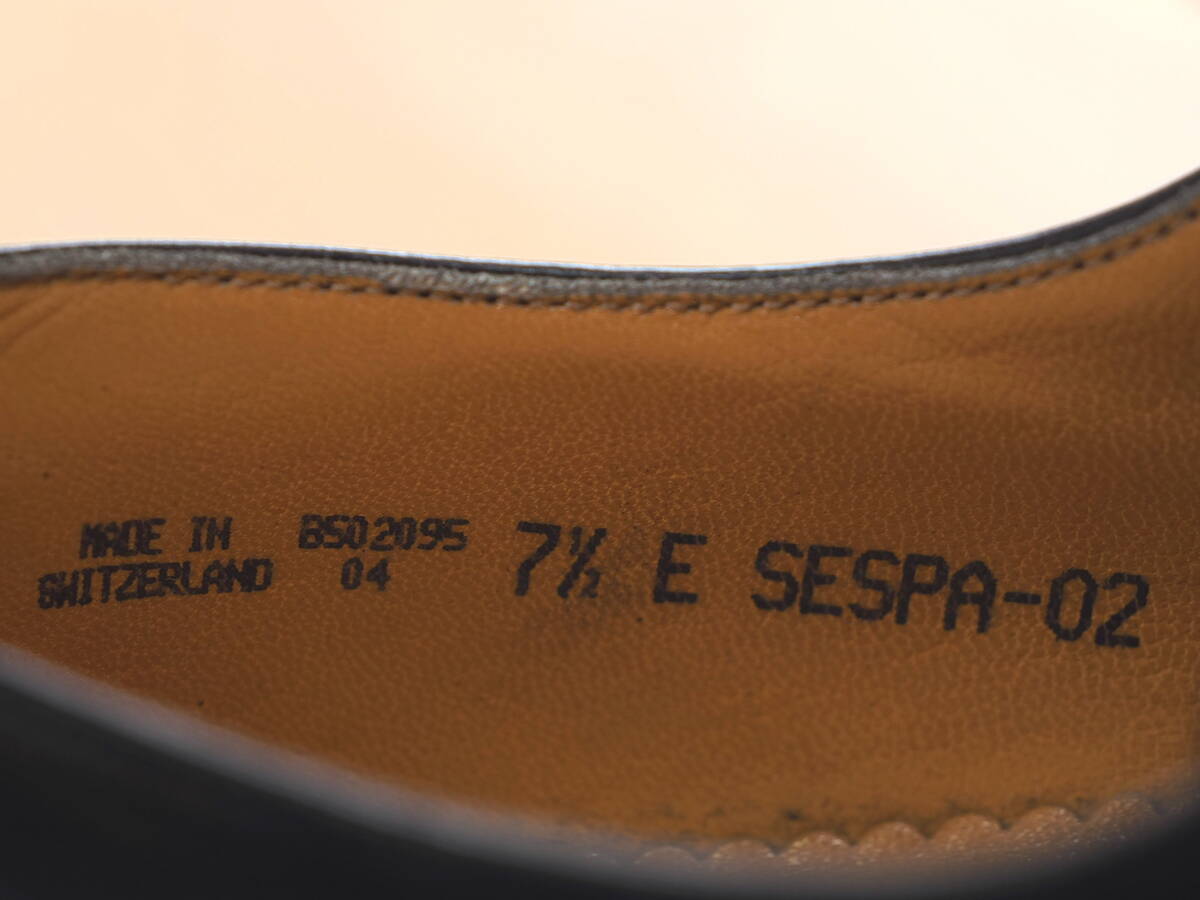 MADE IN
SWITZERLAND
BS02095
04
7½ E SESPA-02